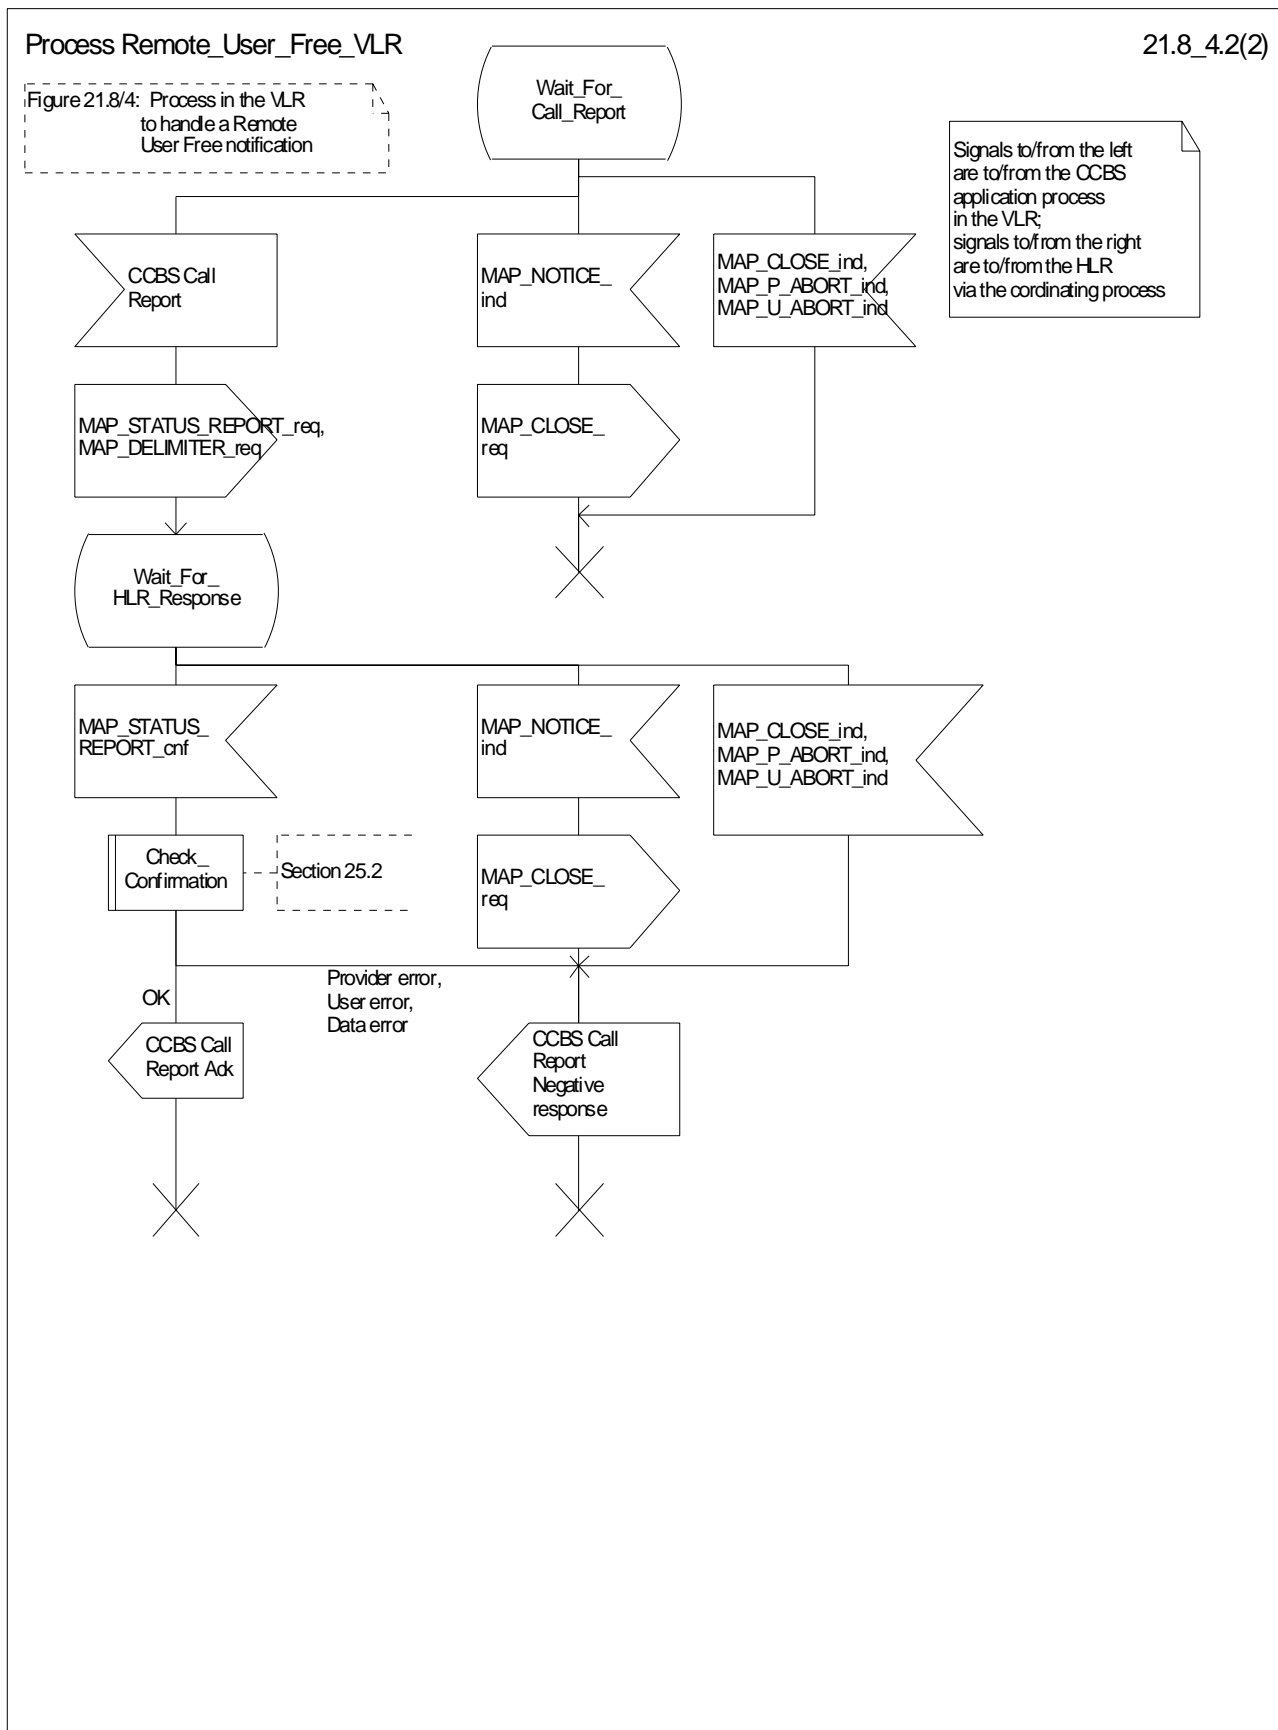 Process Remote_User_Free_VLR
21.8_4.2(2)
Figure 21.8/4: Process in the VLR
to handle a Remote
User Free notification
Wait_For_
Call_Report
Signals to/from the left
are to/from the CCBS
application process
in the VLR;
signals to/from the right
are to/from the HLR
via the cordinating process
CCBS Call
Report
MAP_NOTICE_
ind
MAP_CLOSE_ind,
MAP_P_ABORT_ind,
MAP_U_ABORT_ind
MAP_STATUS_REPORT_req,
MAP_DELIMITER_req
MAP_CLOSE_
req
Wait_For_
HLR_Response
MAP_STATUS_
REPORT_cnf
MAP_NOTICE_
ind
MAP_CLOSE_ind,
MAP_P_ABORT_ind,
MAP_U_ABORT_ind
Check_
Confirmation
Section 25.2
MAP_CLOSE_
req
Provider error,
User error,
Data error
OK
CCBS Call
Report Ack
CCBS Call
Report
Negative
response